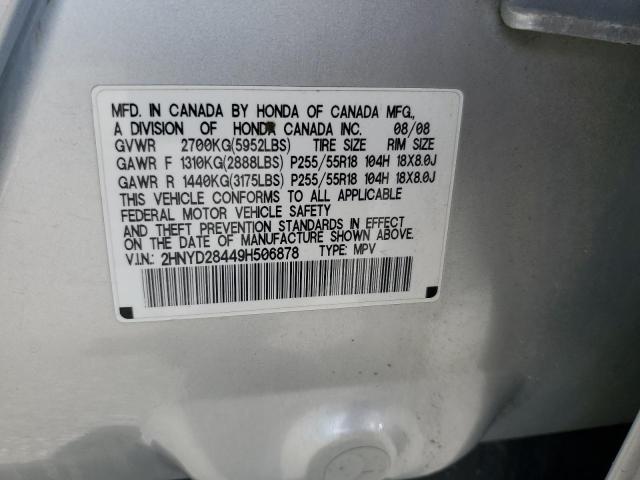 MFD. IN CANADA BY HONDA OF CANADA MFG.,
A DIVISION OF HONDA CANADA INC. 08/08
GVWR 2700KG(5952LBS) TIRE SIZE RIM SIZE
GAWR F 1310KG(2888LBS) P255/55R18 104H 18X8.0J
GAWR R 1440KG(3175LBS) P255/55R18 104H 18X8.0J
THIS VEHICLE CONFORMS TO ALL APPLICABLE
FEDERAL MOTOR VEHICLE SAFETY
AND THEFT PREVENTION STANDARDS IN EFFECT
ON THE DATE OF MANUFACTURE SHOWN ABOVE.
V.I.N.: 2HNYD28449H506878 TYPE: MPV